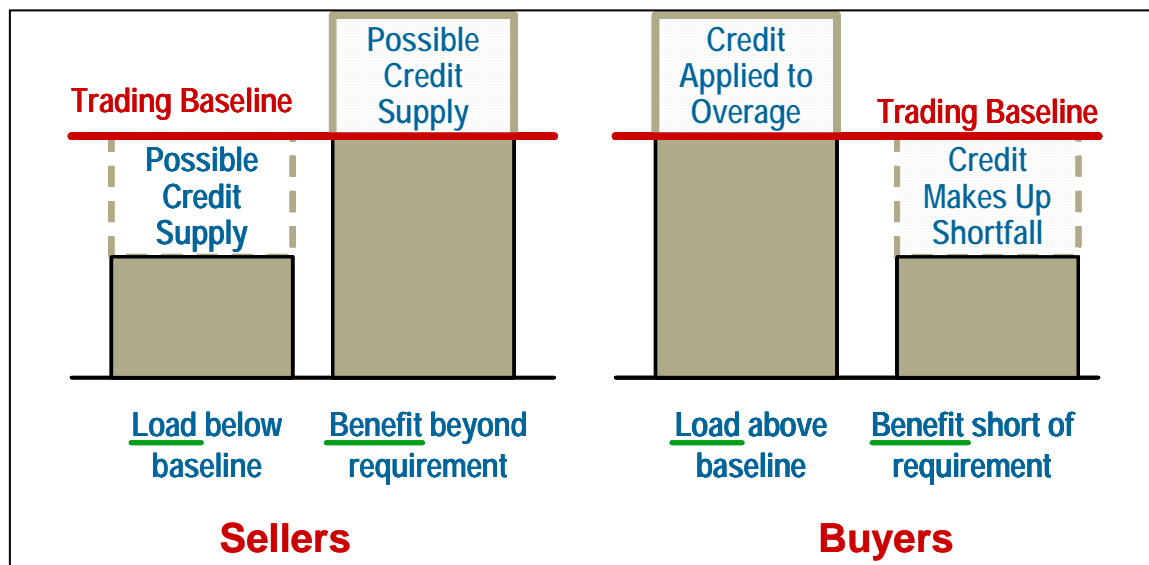 Trading Baseline
Possible
Credit
Supply
Possible
Credit
Supply
Load below
baseline
Benefit beyond
requirement
Sellers
Credit
Applied to
Overage
Trading Baseline
Credit
Makes Up
Shortfall
Load above
baseline
Benefit short of
requirement
Buyers